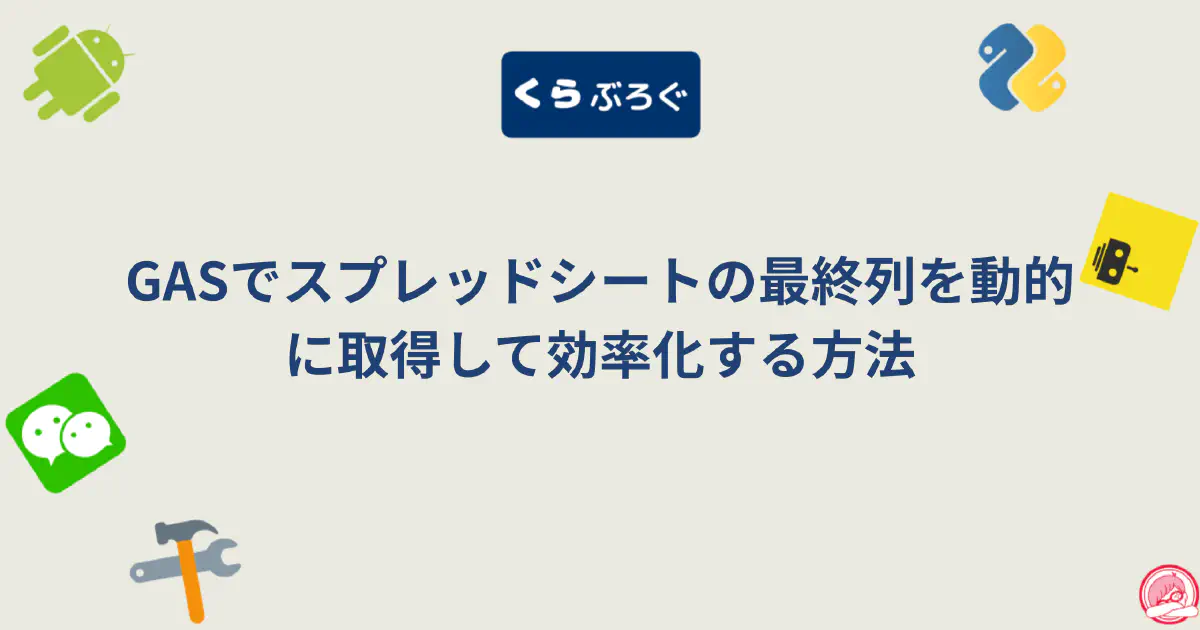 くらぶろぐ
GASでスプレッドシートの最終列を動的
に取得して効率化する方法